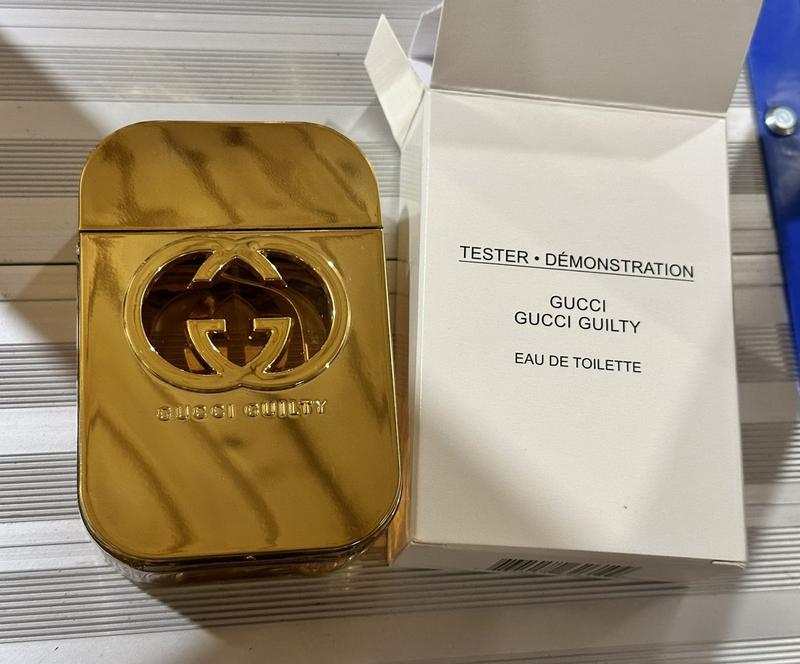 GUCCI GUILTY
TESTER • DÉMONSTRATION
GUCCI
GUCCI GUILTY
EAU DE TOILETTE